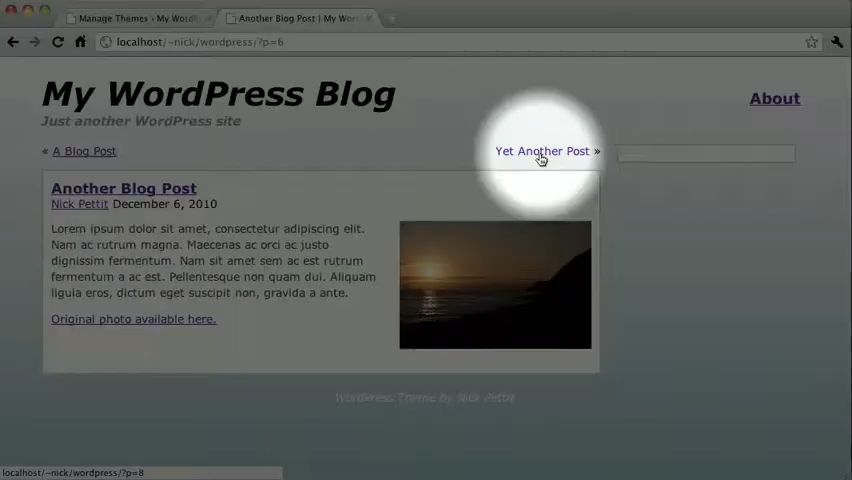 Manage Themes ‹ My WordP
Another Blog Post | My Wor
localhost/~nick/wordpress/?p=6
My WordPress Blog
About
Just another WordPress site
« A Blog Post
Yet Another Post »
Another Blog Post
Nick Pettit December 6, 2010
Lorem ipsum dolor sit amet, consectetur adipiscing elit.
Nam ac rutrum magna. Maecenas ac orci ac justo
dignissim fermentum. Nam sit amet sem ac est rutrum
fermentum a ac est. Pellentesque non quam dui. Aliquam
ligula eros, dictum eget suscipit non, gravida a ante.
Original photo available here.
WordPress Theme by Nick Pettit
localhost/~nick/wordpress/?p=8